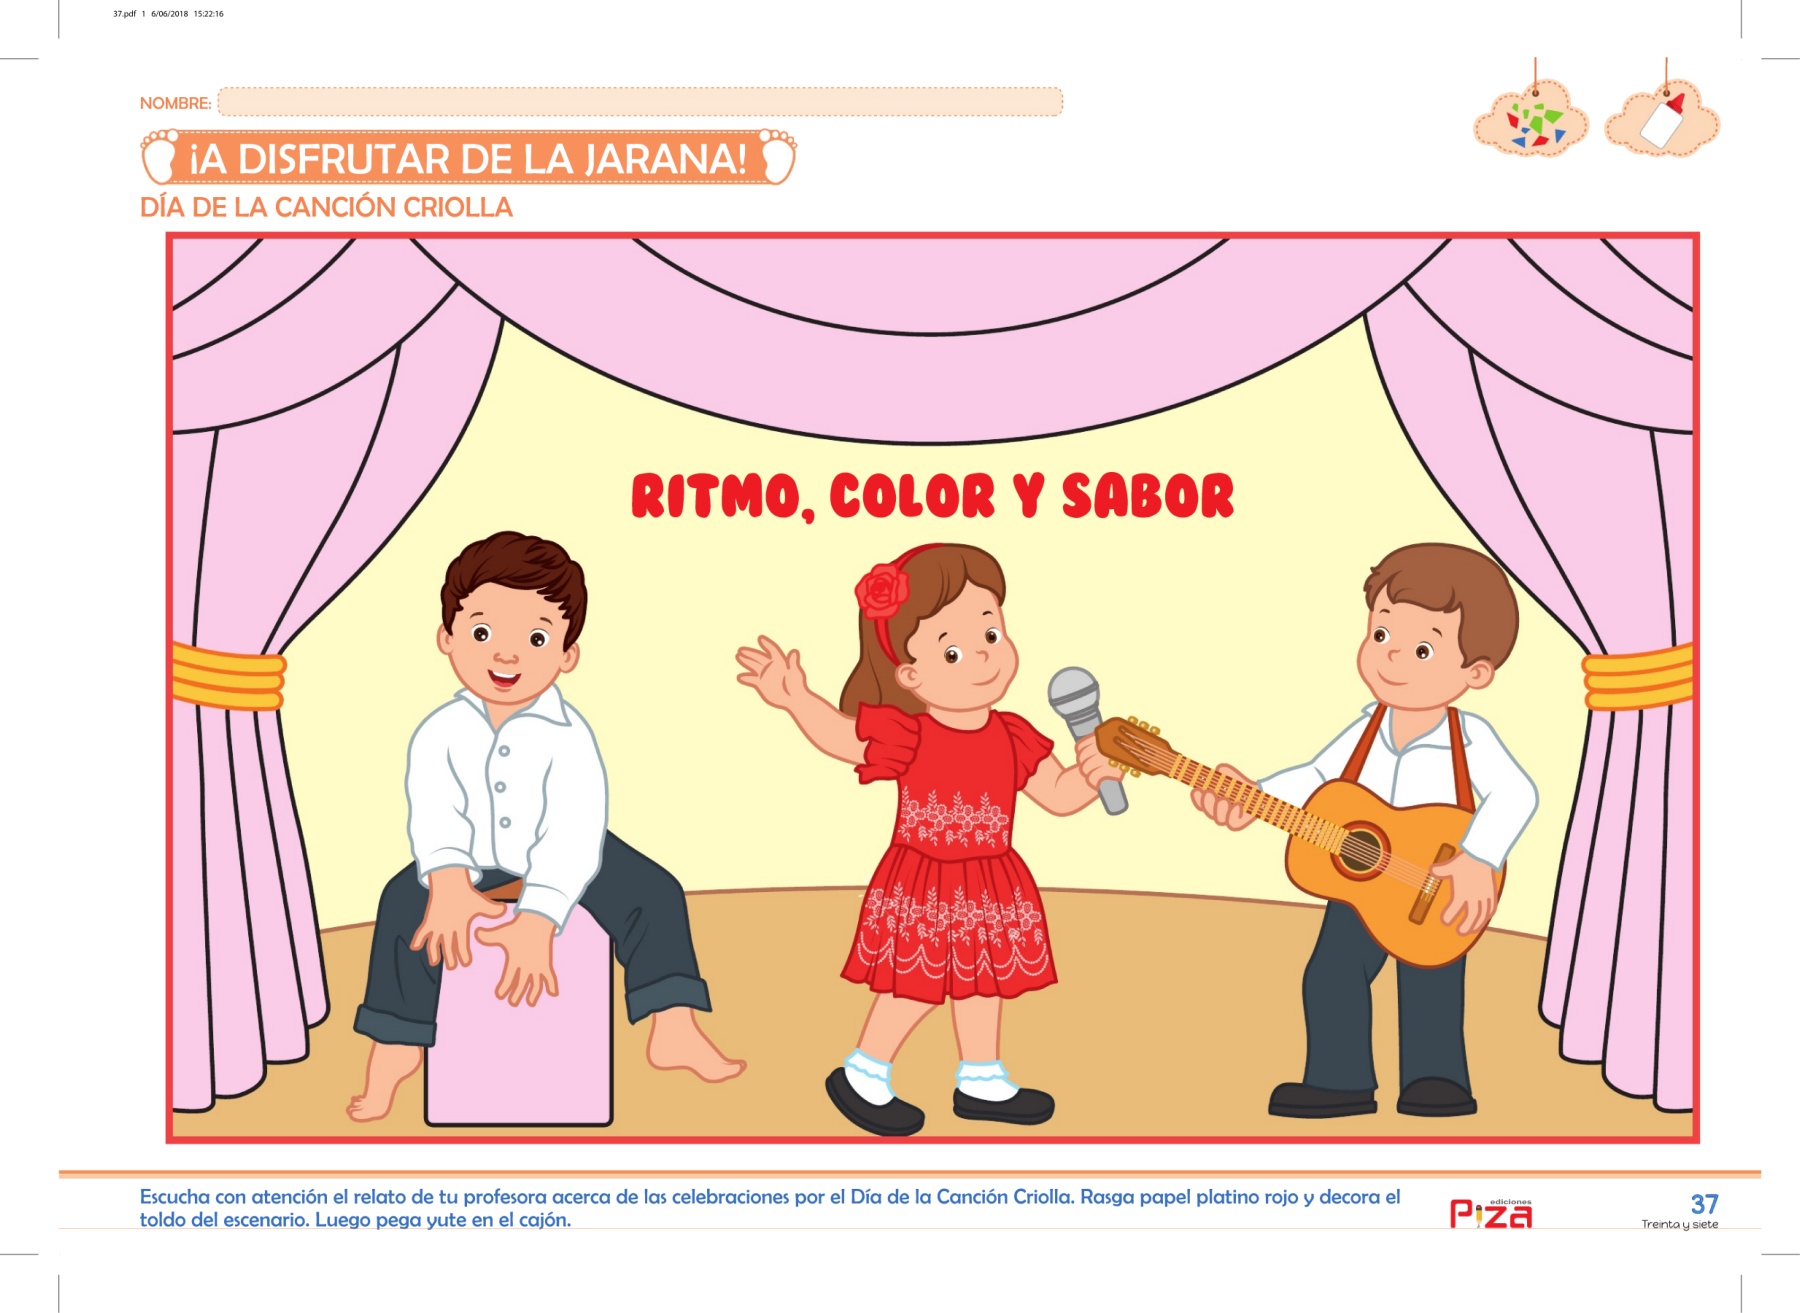 37.pdf 1 6/06/2018 15:22:16
NOMBRE:
¡A DISFRUTAR DE LA JARANA!
DÍA DE LA CANCIÓN CRIOLLA
RITMO, COLOR Y SABOR
Escucha con atención el relato de tu profesora acerca de las celebraciones por el Día de la Canción Criolla. Rasga papel platino rojo y decora el
toldo del escenario. Luego pega yute en el cajón.
ediciones
Piza
37
Treinta y siete